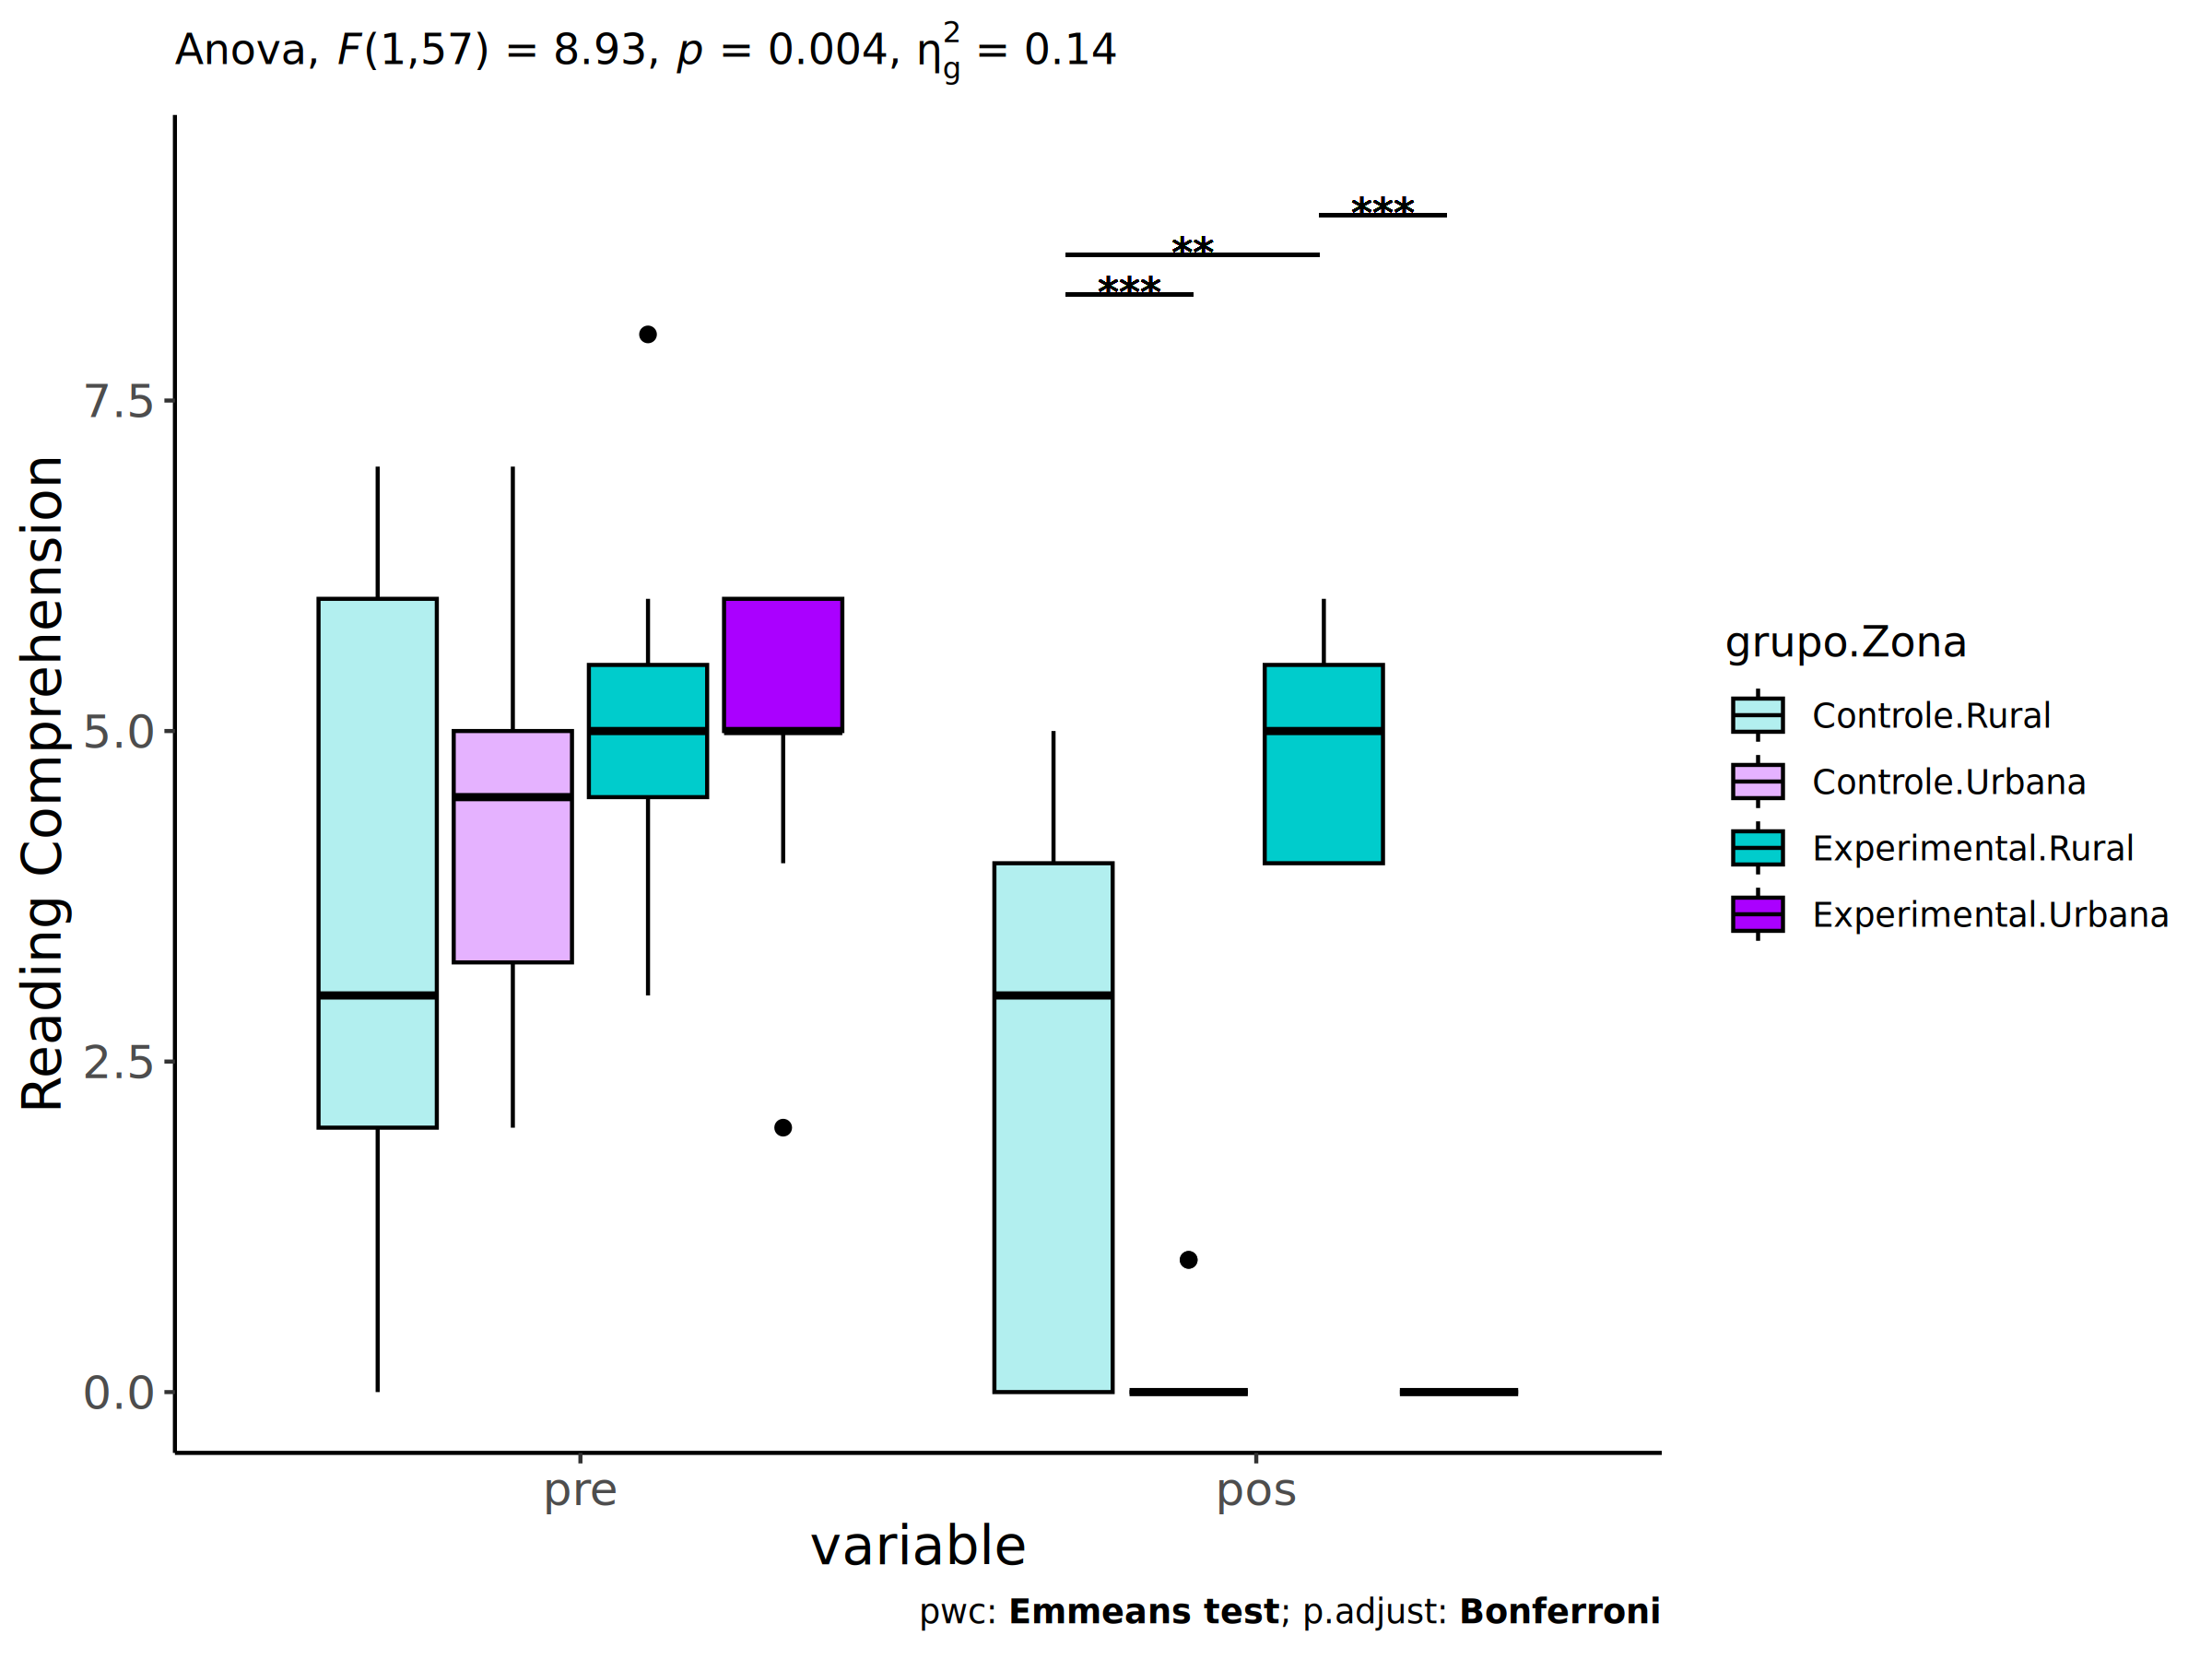 Anova, F(1,57) = 8.93, p = 0.004, η²g = 0.14
***
**
***
7.5
5.0
2.5
0.0
Reading Comprehension
pre
pos
variable
grupo.Zona
Controle.Rural
Controle.Urbana
Experimental.Rural
Experimental.Urbana
pwc: Emmeans test; p.adjust: Bonferroni